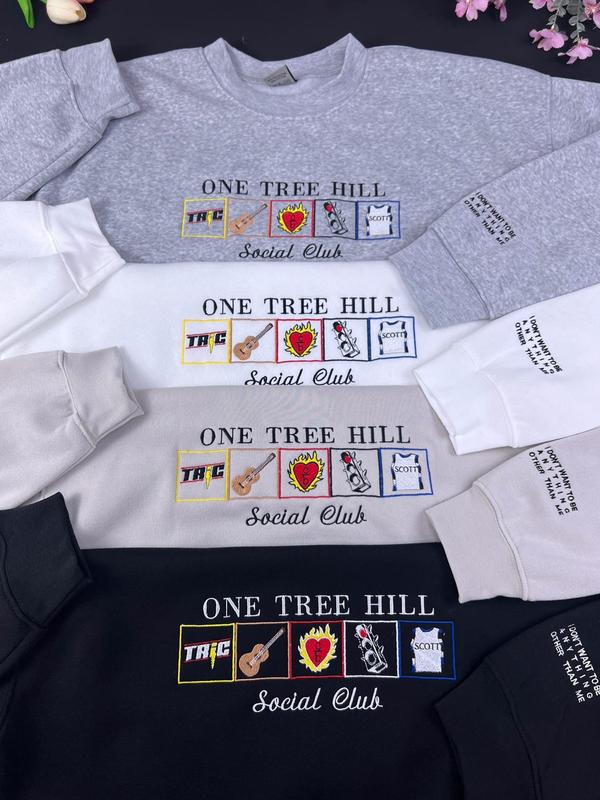 ONE TREE HILL
TRIC
SCOTT
Social Club
I DON'T WANT TO BE
ANYTHING
OTHER THAN ME
ONE TREE HILL
TRIC
SCOTT
Social Club
I DON'T WANT TO BE
ANYTHING
OTHER THAN ME
ONE TREE HILL
TRIC
SCOTT
Social Club
I DON'T WANT TO BE
ANYTHING
OTHER THAN ME
ONE TREE HILL
TRIC
SCOTT
Social Club
I DON'T WANT TO BE
ANYTHING
OTHER THAN ME